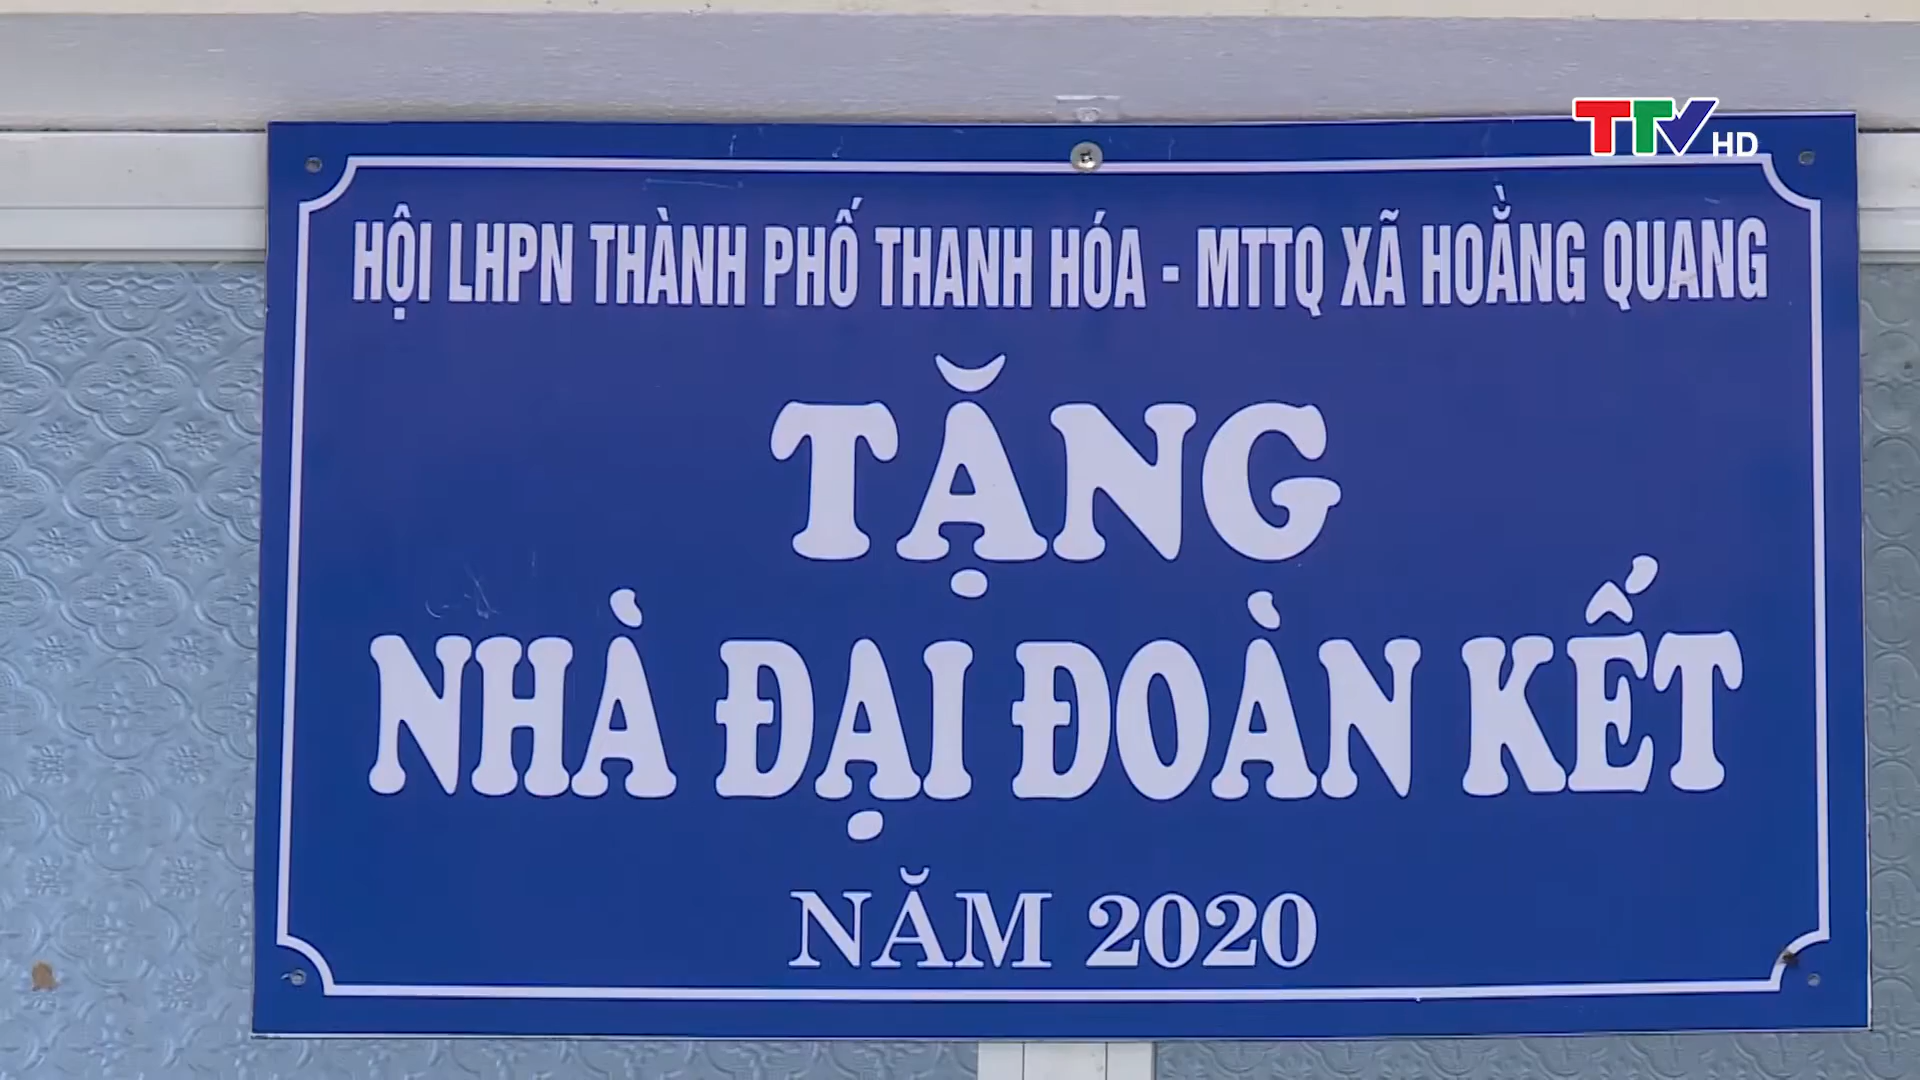 TTV HD
HỘI LHPN THÀNH PHỐ THANH HÓA - MTTQ XÃ HOẰNG QUANG
TẶNG
NHÀ ĐẠI ĐOÀN KẾT
NĂM 2020